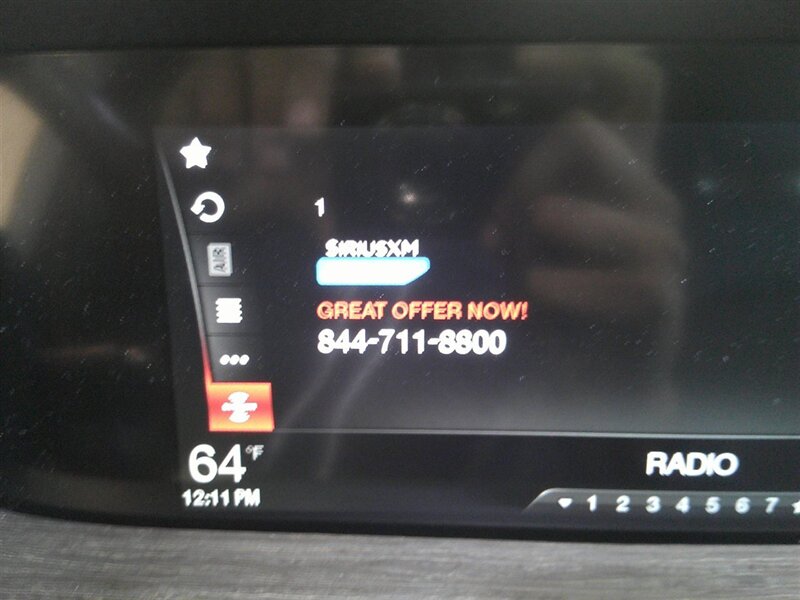 1
SIRIUSXM
AIR
GREAT OFFER NOW!
844-711-8800
64°F
12:11 PM
RADIO
1 2 3 4 5 6 7